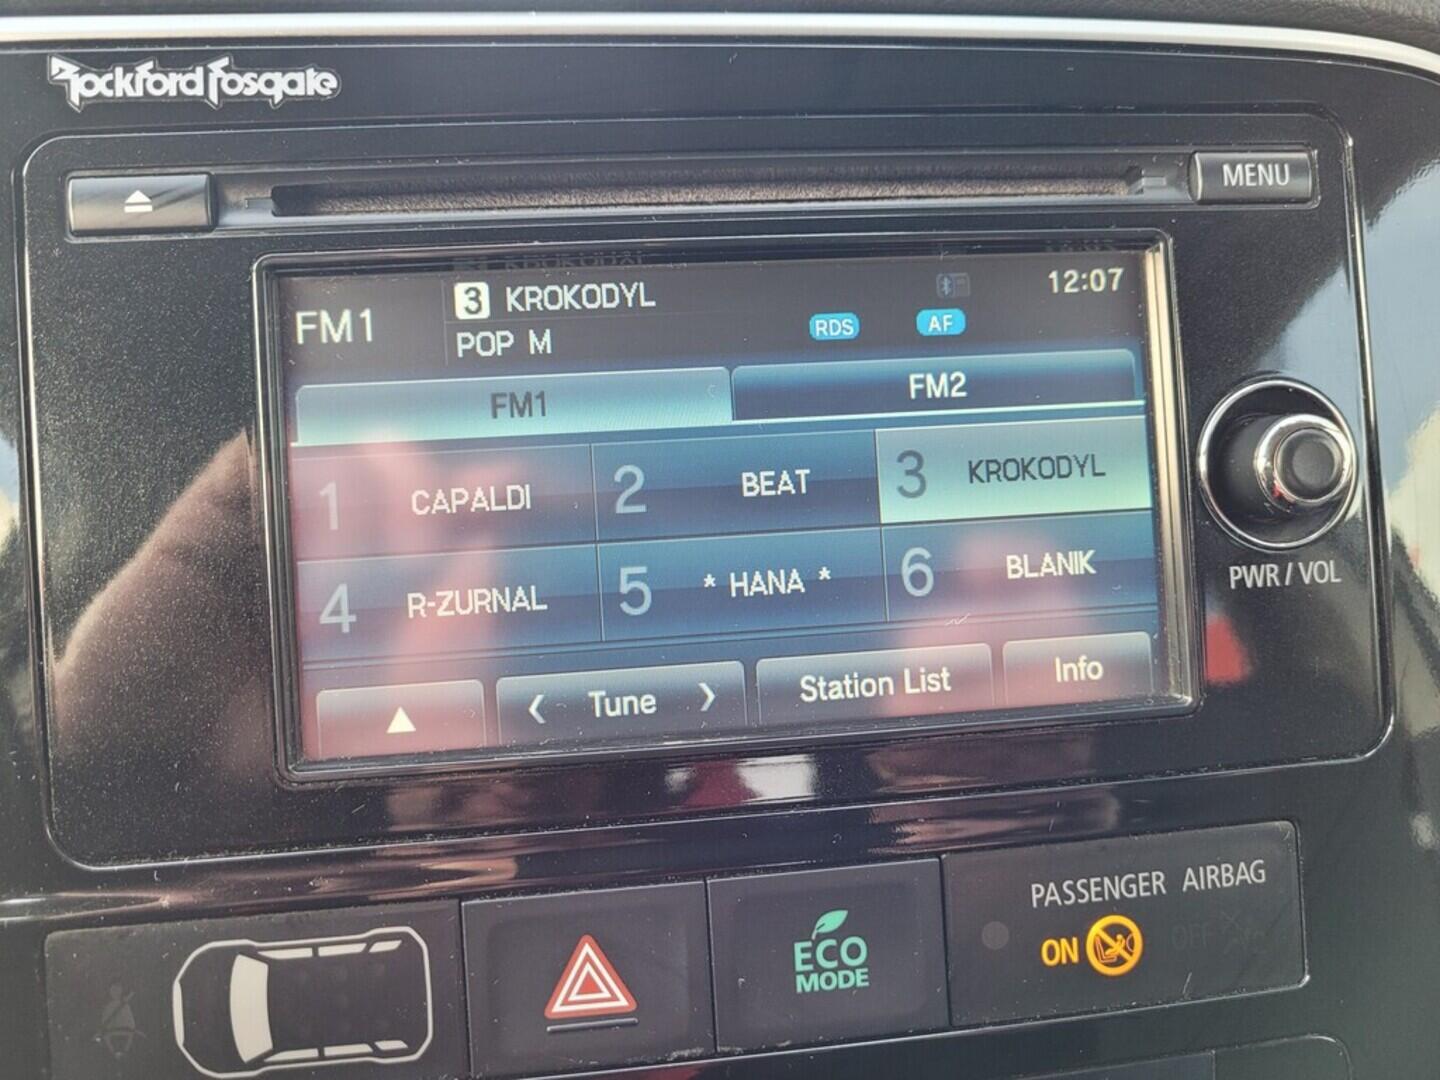 Rockford Fosgate
MENU
FM1
3 KROKODYL
12:07
POP M
RDS
AF
FM1
FM2
1 CAPALDI
2 BEAT
3 KROKODYL
4 R-ZURNAL
5 * HANA *
6 BLANIK
Tune
Station List
Info
PWR / VOL
ECO
MODE
PASSENGER AIRBAG
ON
OFF